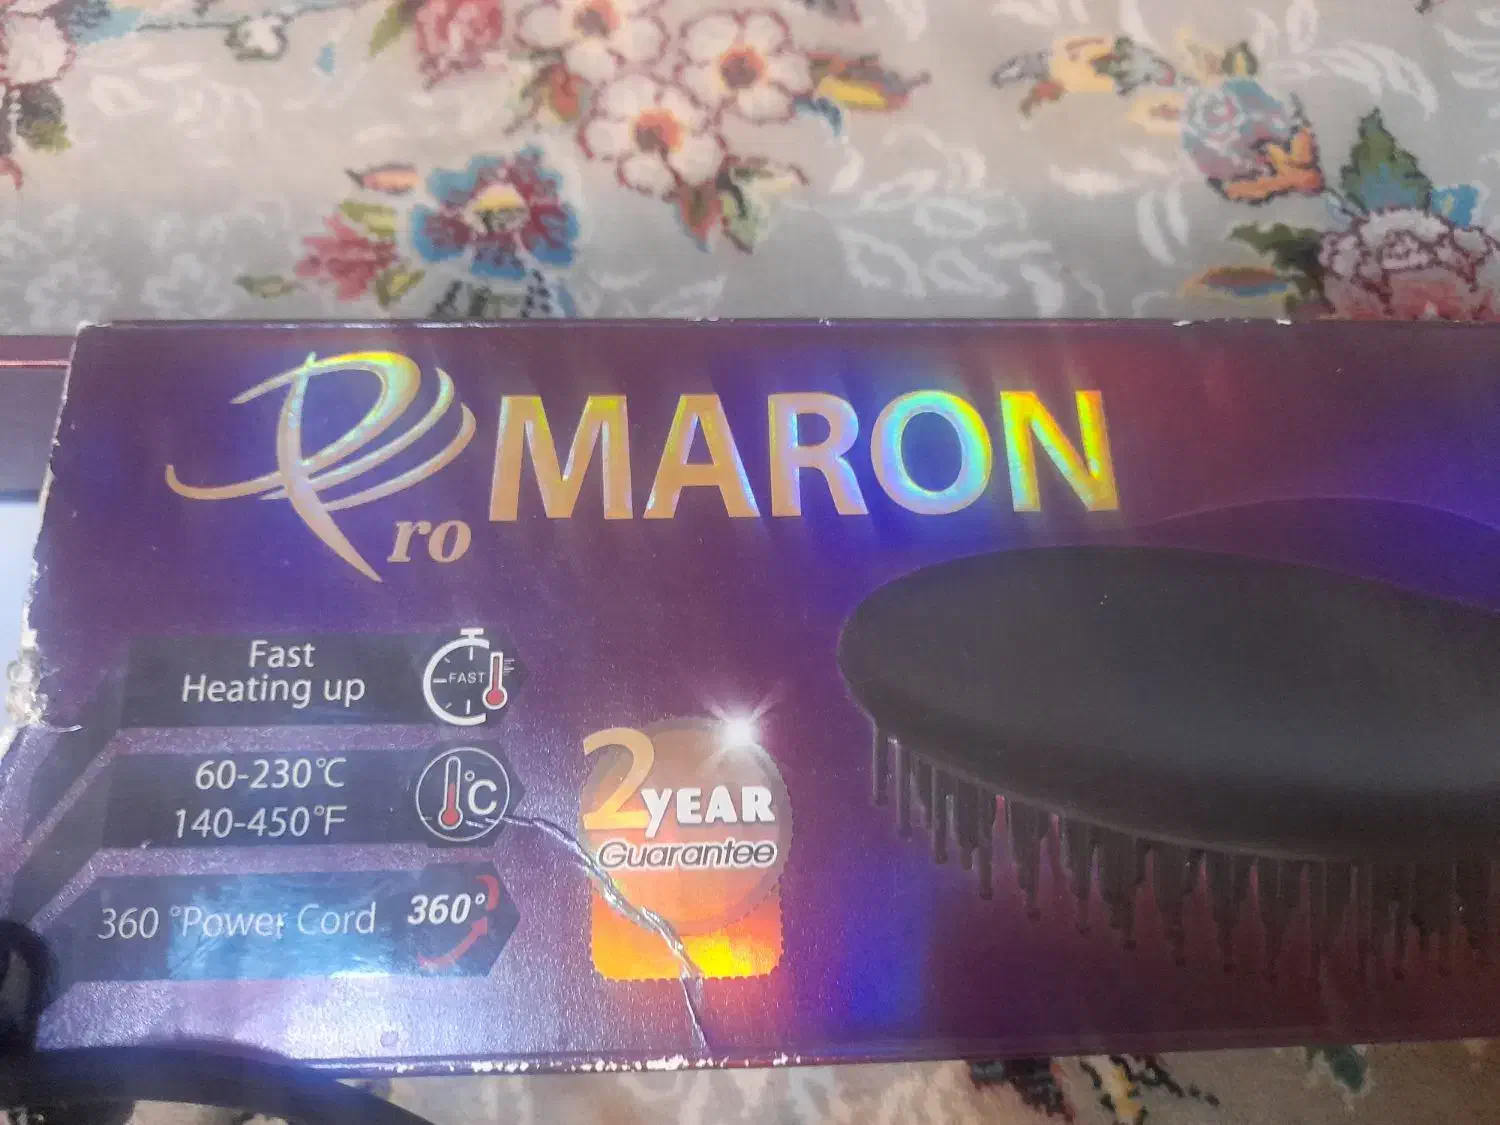 Pro MARON
Fast
Heating up
FAST
60-230°C
140-450°F
°C
360 °Power Cord
360°
2 YEAR
Guarantee